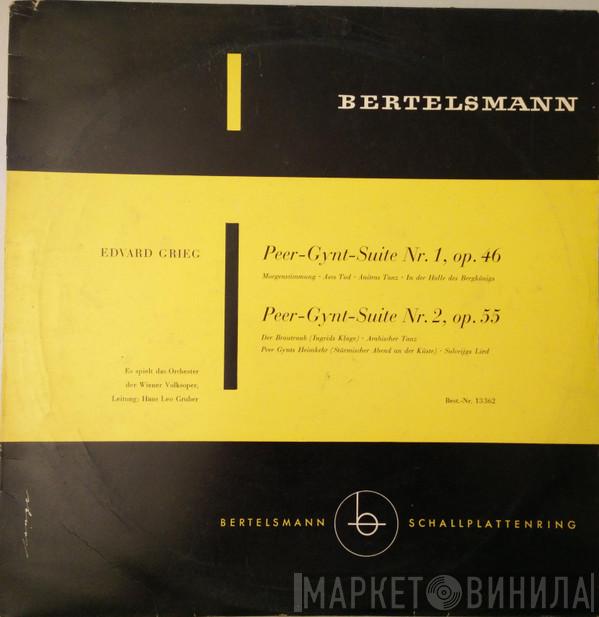 BERTELSMANN
EDVARD GRIEG
Peer-Gynt-Suite Nr. 1, op. 46
Morgenstimmung · Ases Tod · Anitras Tanz · In der Halle des Bergkönigs
Peer-Gynt-Suite Nr. 2, op. 55
Der Brautraub (Ingrids Klage) · Arabischer Tanz
Peer Gynts Heimkehr (Stürmischer Abend an der Küste) · Solveijgs Lied
Es spielt das Orchester
der Wiener Volksoper,
Leitung: Hans Leo Gruber
Best.-Nr. 13362
BERTELSMANN b SCHALLPLATTENRING
МАРКЕТ ВИНИЛА